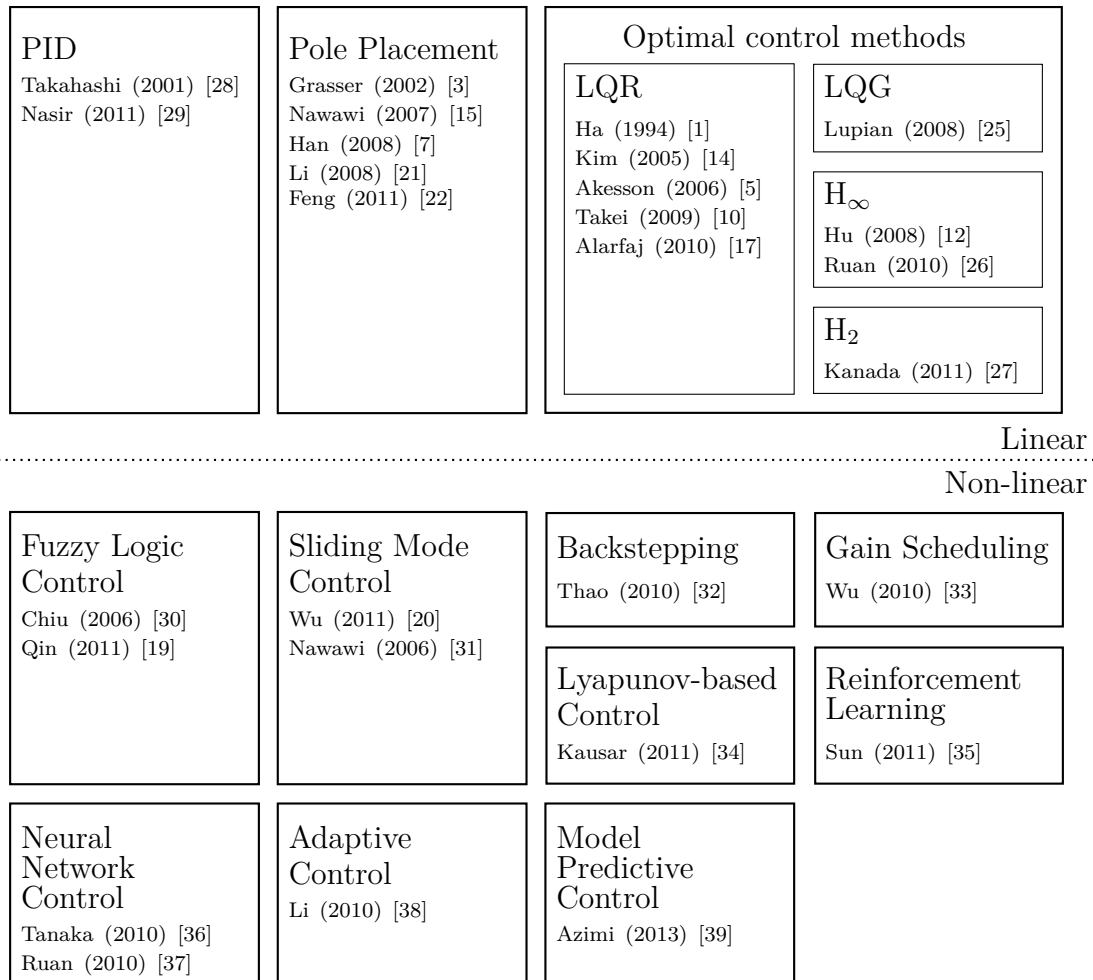 PID
Takahashi (2001) [28]
Nasir (2011) [29]
Pole Placement
Grasser (2002) [3]
Nawawi (2007) [15]
Han (2008) [7]
Li (2008) [21]
Feng (2011) [22]
Optimal control methods
LQR
Ha (1994) [1]
Kim (2005) [14]
Akesson (2006) [5]
Takei (2009) [10]
Alarfaj (2010) [17]
LQG
Lupian (2008) [25]
H∞
Hu (2008) [12]
Ruan (2010) [26]
H₂
Kanada (2011) [27]
Linear
Non-linear
Fuzzy Logic
Control
Chiu (2006) [30]
Qin (2011) [19]
Sliding Mode
Control
Wu (2011) [20]
Nawawi (2006) [31]
Backstepping
Thao (2010) [32]
Gain Scheduling
Wu (2010) [33]
Lyapunov-based
Control
Kausar (2011) [34]
Reinforcement
Learning
Sun (2011) [35]
Neural
Network
Control
Tanaka (2010) [36]
Ruan (2010) [37]
Adaptive
Control
Li (2010) [38]
Model
Predictive
Control
Azimi (2013) [39]